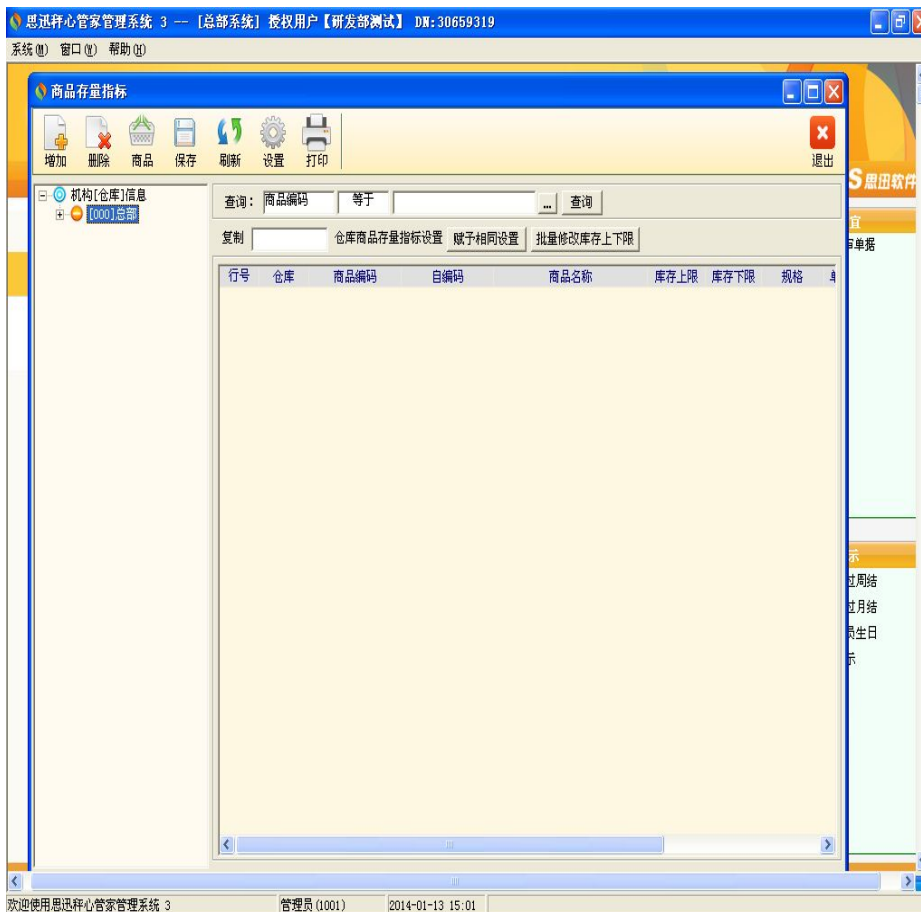 思迅秤心管家管理系统 3 -- [总部系统] 授权用户【研发部测试】 DN:30659319
系统(M) 窗口(W) 帮助(H)
商品存量指标
增加 删除 商品 保存 刷新 设置 打印 退出
S思迅软件
机构[仓库]信息
[000]总部
查询: 商品编码 等于 ... 查询
复制 仓库商品存量指标设置 赋予相同设置 批量修改库存上下限
行号 仓库 商品编码 自编码 商品名称 库存上限 库存下限 规格
宜
单据
示
过周结
过月结
员生日
示
欢迎使用思迅秤心管家管理系统 3 管理员(1001) 2014-01-13 15:01